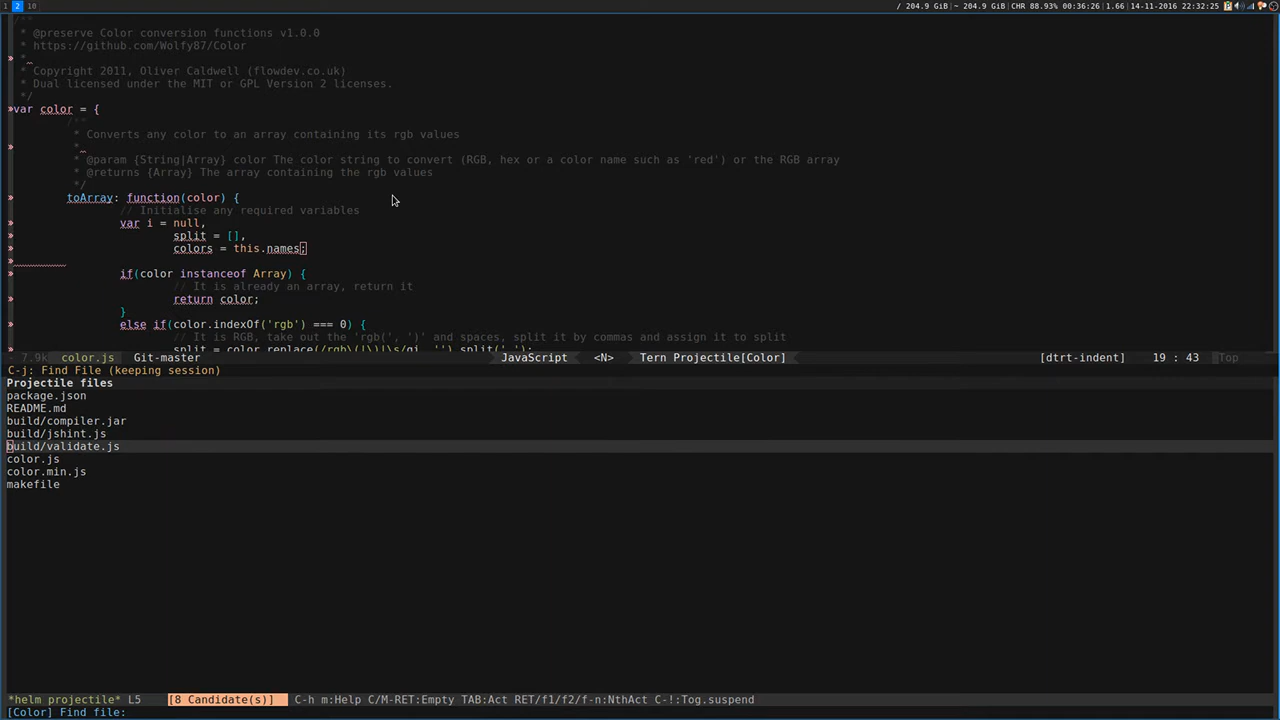 1 2 10 / 204.9 GiB|~ 204.9 GiB|CHR 88.93% 00:36:26|1.66|14-11-2016 22:32:25
/**
* @preserve Color conversion functions v1.0.0
* https://github.com/Wolfy87/Color
*
* Copyright 2011, Oliver Caldwell (flowdev.co.uk)
* Dual licensed under the MIT or GPL Version 2 licenses.
*/
var color = {
/**
* Converts any color to an array containing its rgb values
*
* @param {String|Array} color The color string to convert (RGB, hex or a color name such as 'red') or the RGB array
* @returns {Array} The array containing the rgb values
*/
toArray: function(color) {
// Initialise any required variables
var i = null,
split = [],
colors = this.names;
if(color instanceof Array) {
// It is already an array, return it
return color;
}
else if(color.indexOf('rgb') === 0) {
// It is RGB, take out the 'rgb(', ')' and spaces, split it by commas and assign it to split
split = color.replace(/rgb\(|\)|\s/gi, '').split(',');
- 7.9k color.js Git-master JavaScript <N> Tern Projectile[Color] [dtrt-indent] 19 : 43 Top
C-j: Find File (keeping session)
Projectile files
package.json
README.md
build/compiler.jar
build/jshint.js
build/validate.js
color.js
color.min.js
makefile
*helm projectile* L5 [8 Candidate(s)] C-h m:Help C/M-RET:Empty TAB:Act RET/f1/f2/f-n:NthAct C-!:Tog.suspend
[Color] Find file: